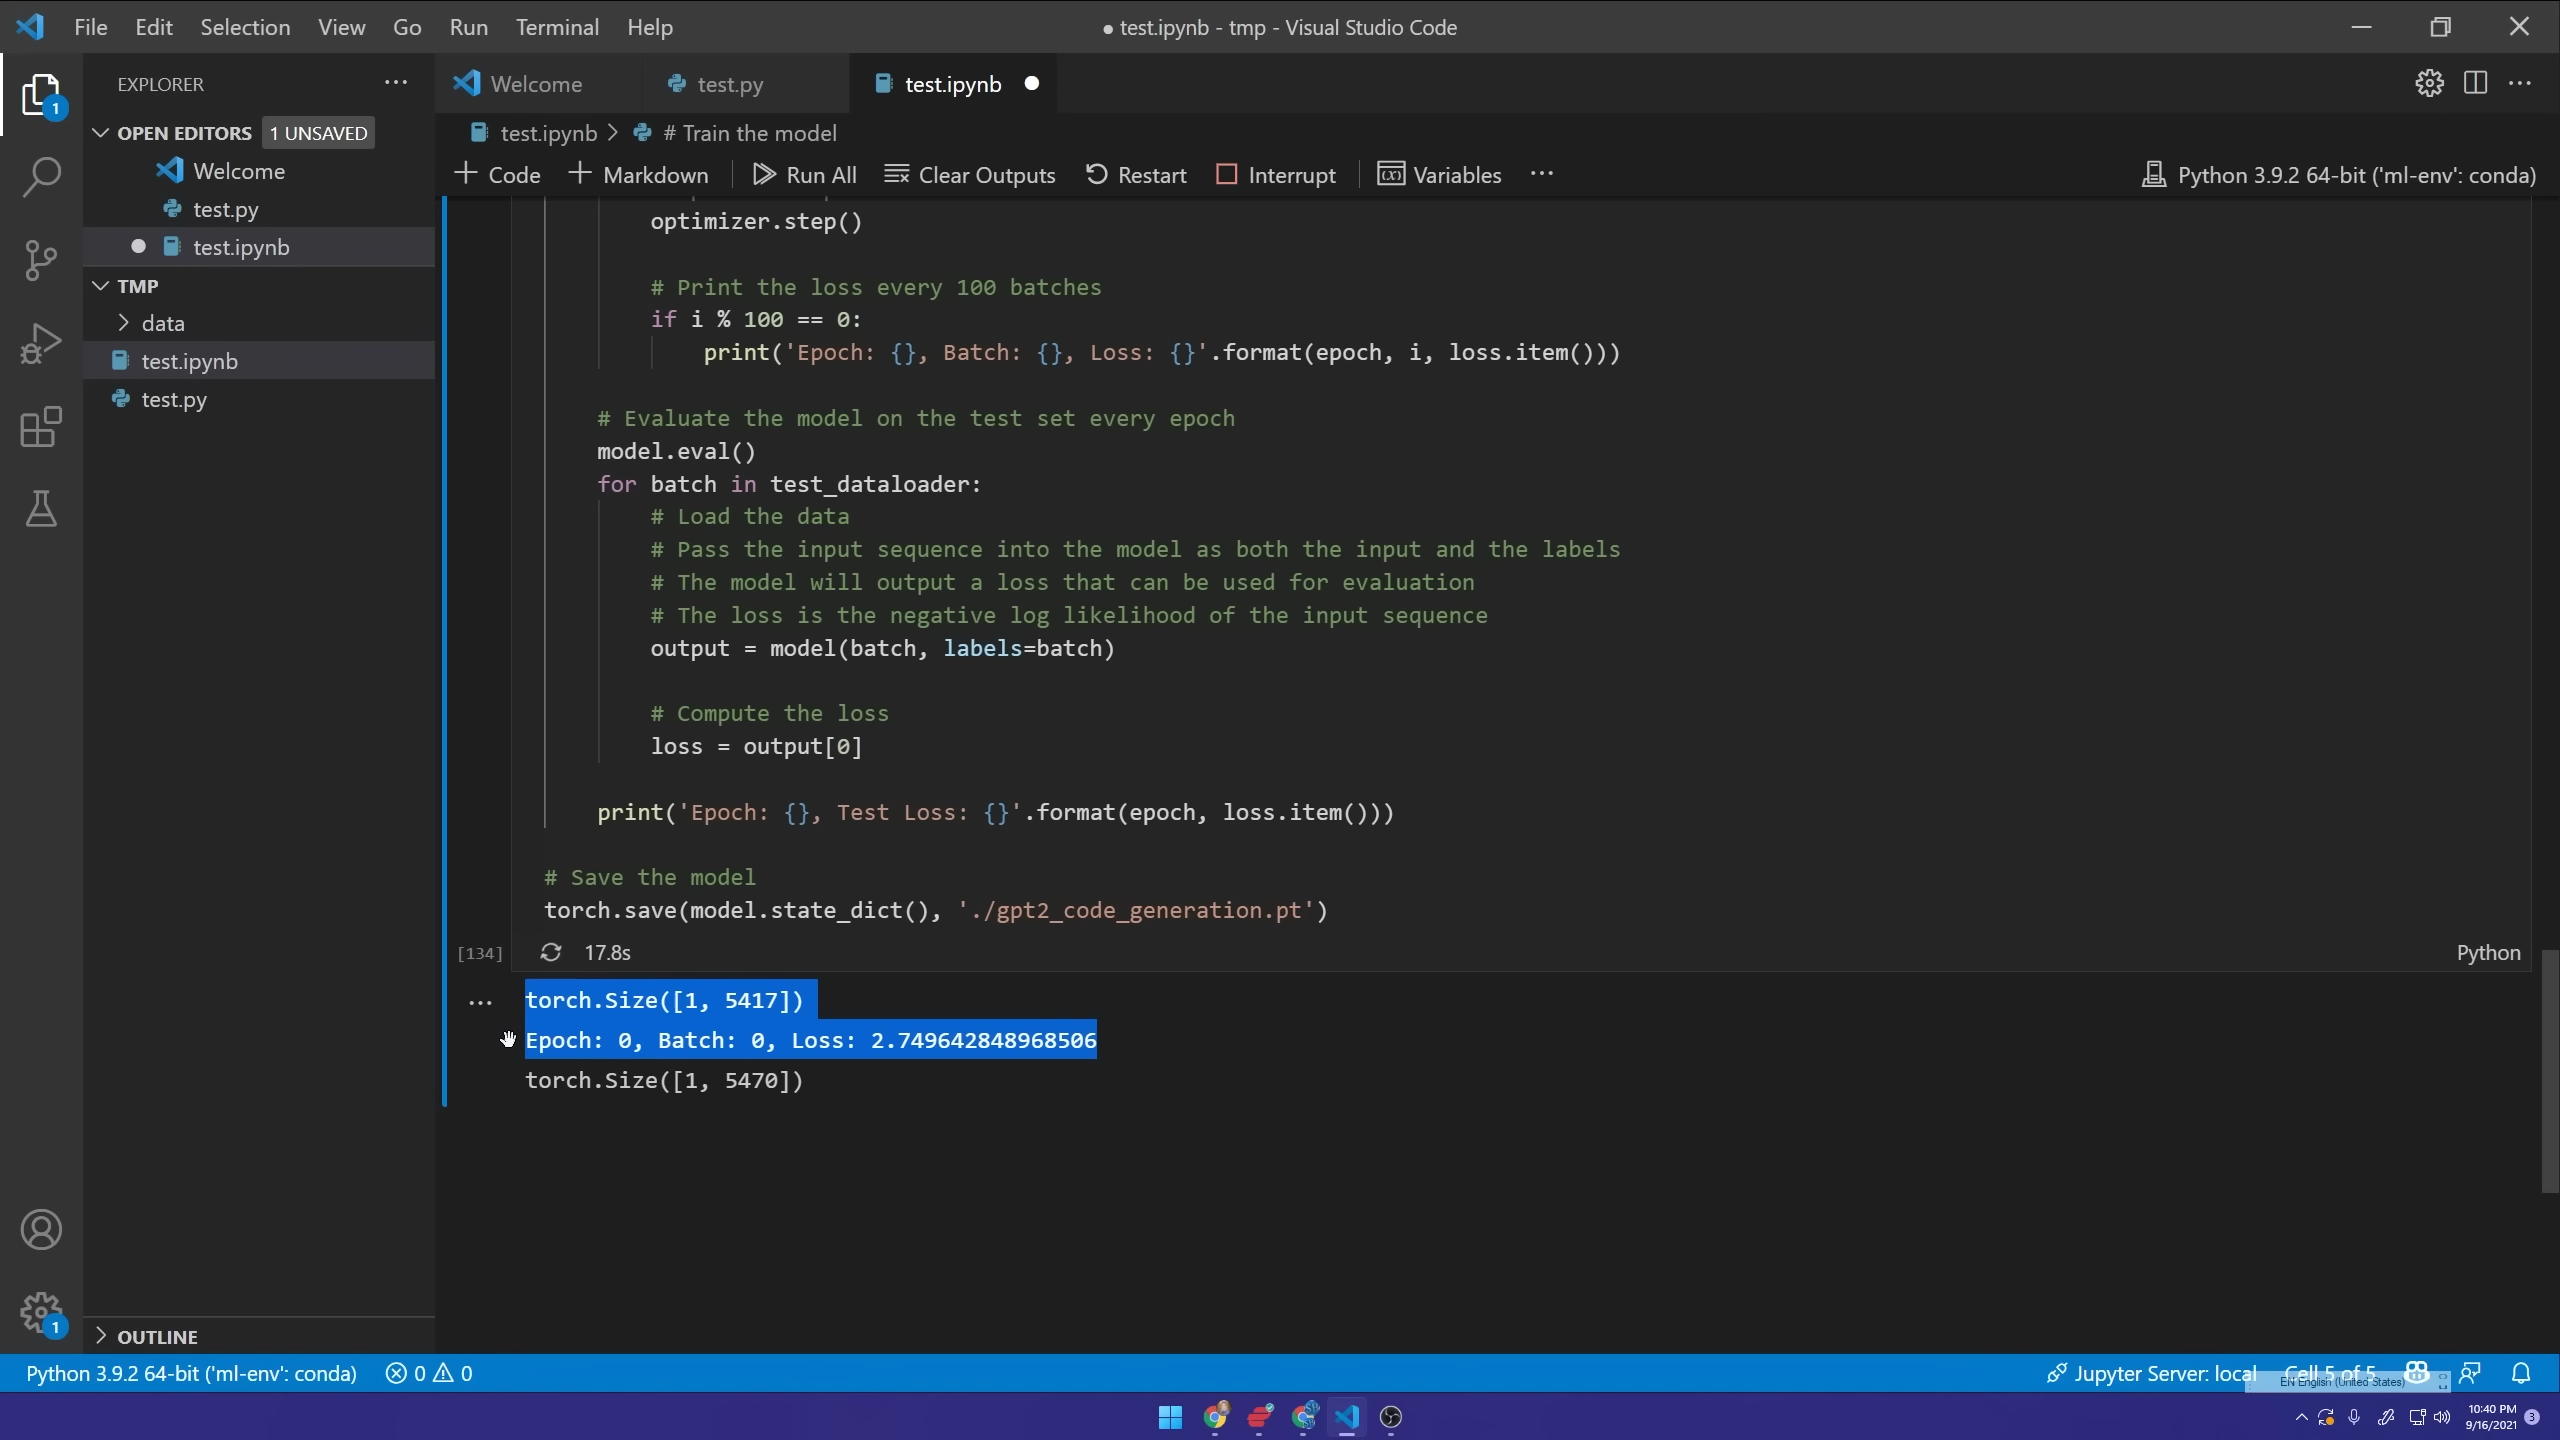 File Edit Selection View Go Run Terminal Help
● test.ipynb - tmp - Visual Studio Code
EXPLORER
Welcome
test.py
test.ipynb
1
OPEN EDITORS
1 UNSAVED
test.ipynb > # Train the model
Welcome
test.py
test.ipynb
Code
Markdown
Run All
Clear Outputs
Restart
Interrupt
Variables
Python 3.9.2 64-bit ('ml-env': conda)
TMP
data
test.ipynb
test.py
optimizer.step()
# Print the loss every 100 batches
if i % 100 == 0:
print('Epoch: {}, Batch: {}, Loss: {}'.format(epoch, i, loss.item()))
# Evaluate the model on the test set every epoch
model.eval()
for batch in test_dataloader:
# Load the data
# Pass the input sequence into the model as both the input and the labels
# The model will output a loss that can be used for evaluation
# The loss is the negative log likelihood of the input sequence
output = model(batch, labels=batch)
# Compute the loss
loss = output[0]
print('Epoch: {}, Test Loss: {}'.format(epoch, loss.item()))
# Save the model
torch.save(model.state_dict(), './gpt2_code_generation.pt')
[134]
17.8s
Python
torch.Size([1, 5417])
Epoch: 0, Batch: 0, Loss: 2.749642848968506
torch.Size([1, 5470])
1
OUTLINE
Python 3.9.2 64-bit ('ml-env': conda)
0
0
Jupyter Server: local
Cell 5 of 5
EN English (United States)
10:40 PM
9/16/2021
3